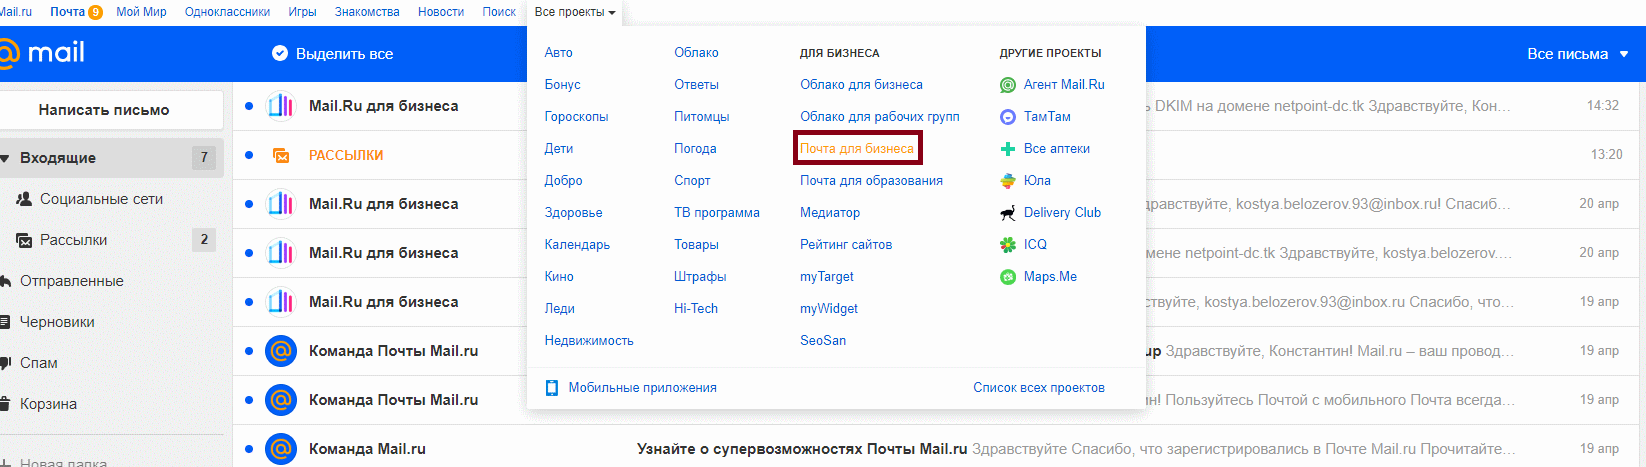 Mail.ru Почта 9 Мой Мир Одноклассники Игры Знакомства Новости Поиск Все проекты
mail Выделить все Все письма
Написать письмо
Входящие 7
Социальные сети
Рассылки 2
Отправленные
Черновики
Спам
Корзина
Новая папка
Авто
Бонус
Гороскопы
Дети
Добро
Здоровье
Календарь
Кино
Леди
Недвижимость
Облако
Ответы
Питомцы
Погода
Спорт
ТВ программа
Товары
Штрафы
Hi-Tech
ДЛЯ БИЗНЕСА
Облако для бизнеса
Облако для рабочих групп
Почта для бизнеса
Почта для образования
Медиатор
Рейтинг сайтов
myTarget
myWidget
SeoSan
ДРУГИЕ ПРОЕКТЫ
Агент Mail.Ru
ТамТам
Все аптеки
Юла
Delivery Club
ICQ
Maps.Me
Мобильные приложения Список всех проектов
Mail.Ru для бизнеса DKIM на домене netpoint-dc.tk Здравствуйте, Кон... 14:32
РАССЫЛКИ 13:20
Mail.Ru для бизнеса дравствуйте, kostya.belozerov.93@inbox.ru! Спасиб... 20 апр
Mail.Ru для бизнеса мене netpoint-dc.tk Здравствуйте, kostya.belozerov.... 20 апр
Mail.Ru для бизнеса ствуйте, kostya.belozerov.93@inbox.ru Спасибо, что... 19 апр
Команда Почты Mail.ru up Здравствуйте, Константин! Mail.ru – ваш провод... 19 апр
Команда Почты Mail.ru ин! Пользуйтесь Почтой с мобильного Почта всегда... 19 апр
Команда Mail.ru Узнайте о супервозможностях Почты Mail.ru Здравствуйте Спасибо, что зарегистрировались в Почте Mail.ru Прочитайте... 19 апр